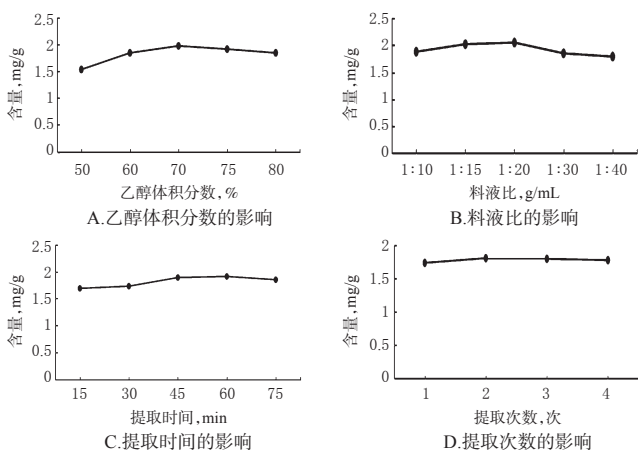 2.5
2
1.5
1
0.5
0
含量,mg/g
50 60 70 75 80
乙醇体积分数,%
A.乙醇体积分数的影响
2.5
2
1.5
1
0.5
0
含量,mg/g
1∶10 1∶15 1∶20 1∶30 1∶40
料液比,g/mL
B.料液比的影响
2.5
2
1.5
1
0.5
0
含量,mg/g
15 30 45 60 75
提取时间,min
C.提取时间的影响
2
1.5
1
0.5
0
含量,mg/g
1 2 3 4
提取次数,次
D.提取次数的影响